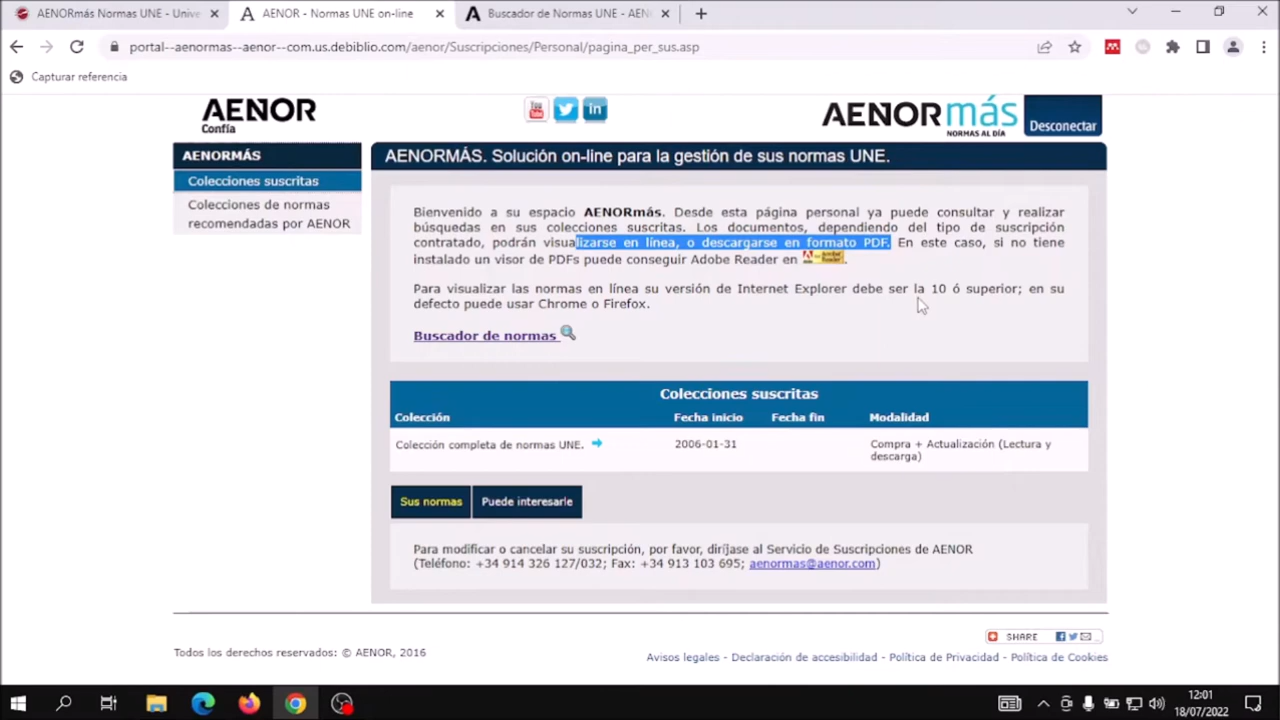 AENORmás Normas UNE - Unive
AENOR - Normas UNE on-line
Buscador de Normas UNE - AEN
portal--aenormas--aenor--com.us.debiblio.com/aenor/Suscripciones/Personal/pagina_per_sus.asp
Capturar referencia
AENOR
Confía
You Tube
in
AENORmás
NORMAS AL DÍA
Desconectar
AENORMÁS
Colecciones suscritas
Colecciones de normas
recomendadas por AENOR
AENORMÁS. Solución on-line para la gestión de sus normas UNE.
Bienvenido a su espacio AENORmás. Desde esta página personal ya puede consultar y realizar
búsquedas en sus colecciones suscritas. Los documentos, dependiendo del tipo de suscripción
contratado, podrán visualizarse en línea, o descargarse en formato PDF. En este caso, si no tiene
instalado un visor de PDFs puede conseguir Adobe Reader en .
Para visualizar las normas en línea su versión de Internet Explorer debe ser la 10 ó superior; en su
defecto puede usar Chrome o Firefox.
Buscador de normas
Colecciones suscritas
Colección Fecha inicio Fecha fin Modalidad
Colección completa de normas UNE. 2006-01-31 Compra + Actualización (Lectura y
descarga)
Sus normas Puede interesarle
Para modificar o cancelar su suscripción, por favor, diríjase al Servicio de Suscripciones de AENOR
(Teléfono: +34 914 326 127/032; Fax: +34 913 103 695; aenormas@aenor.com)
SHARE
Todos los derechos reservados: © AENOR, 2016
Avisos legales - Declaración de accesibilidad - Política de Privacidad - Política de Cookies
12:01
18/07/2022